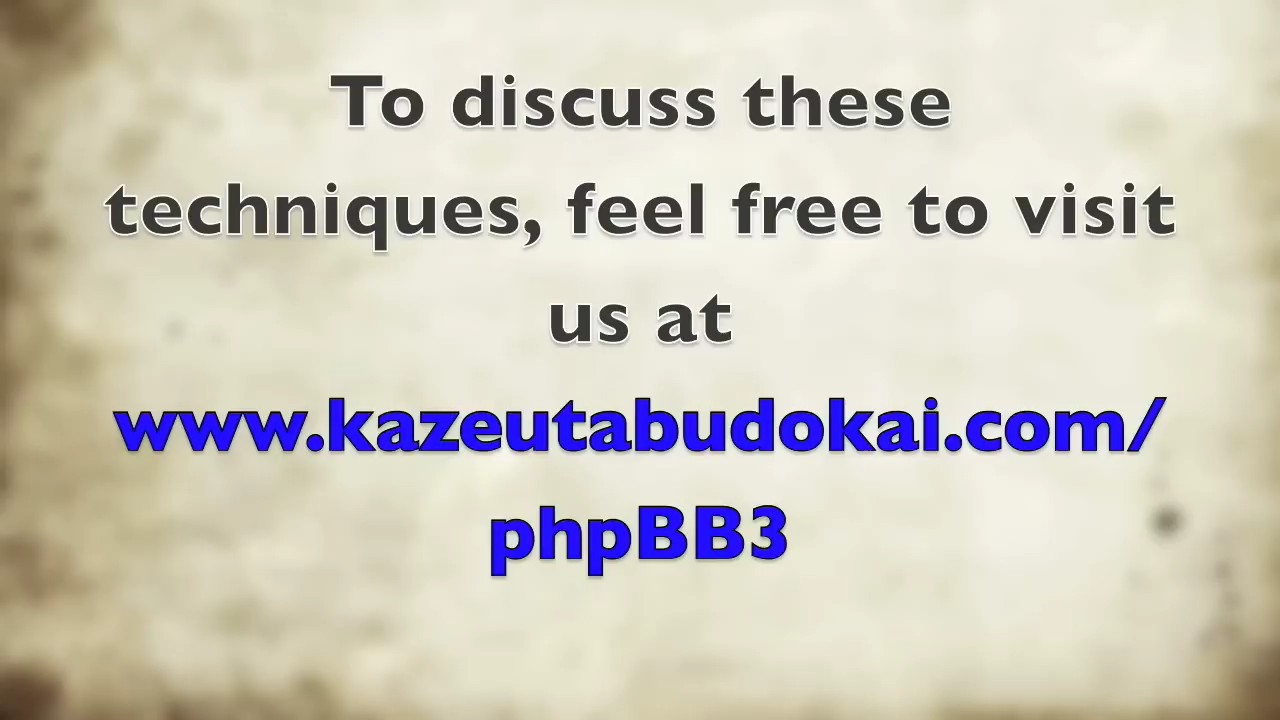 To discuss these
techniques, feel free to visit
us at
www.kazeutabudokai.com/
phpBB3